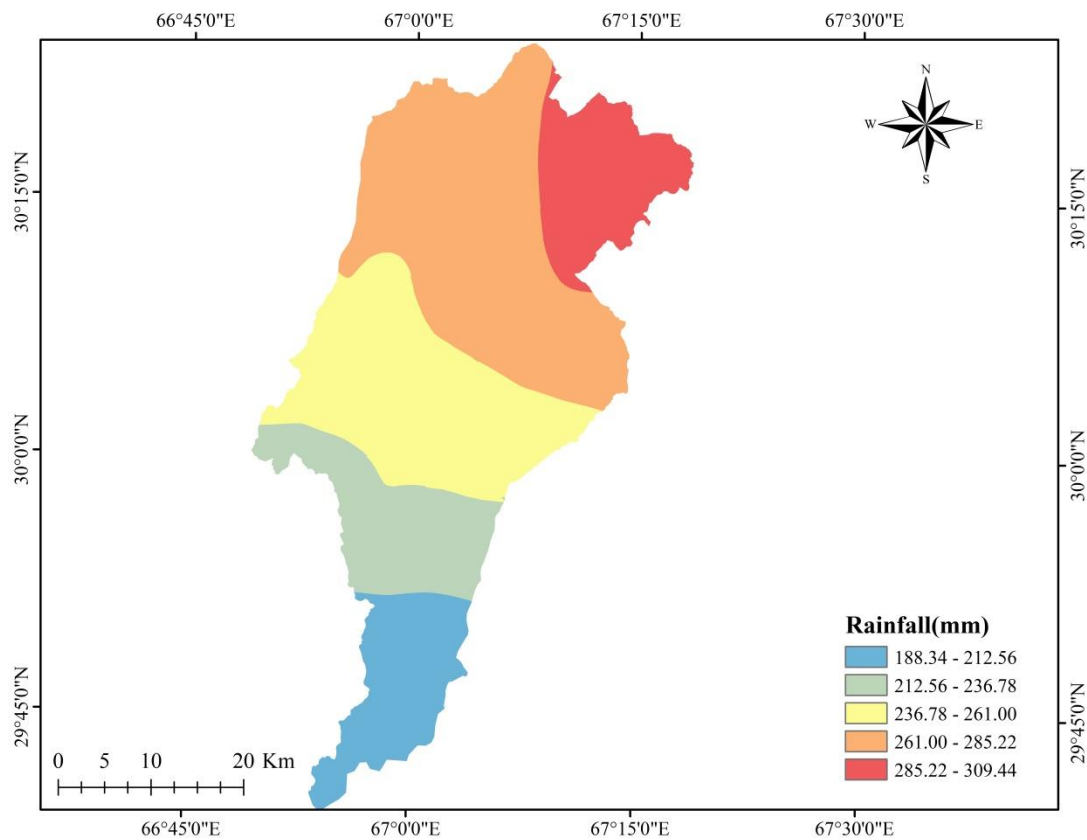 66°45'0"E 67°0'0"E 67°15'0"E 67°30'0"E
N
W E
S
30°15'0"N
30°15'0"N
30°0'0"N
30°0'0"N
29°45'0"N
29°45'0"N
Rainfall(mm)
188.34 - 212.56
212.56 - 236.78
236.78 - 261.00
261.00 - 285.22
285.22 - 309.44
0 5 10 20 Km
66°45'0"E 67°0'0"E 67°15'0"E 67°30'0"E